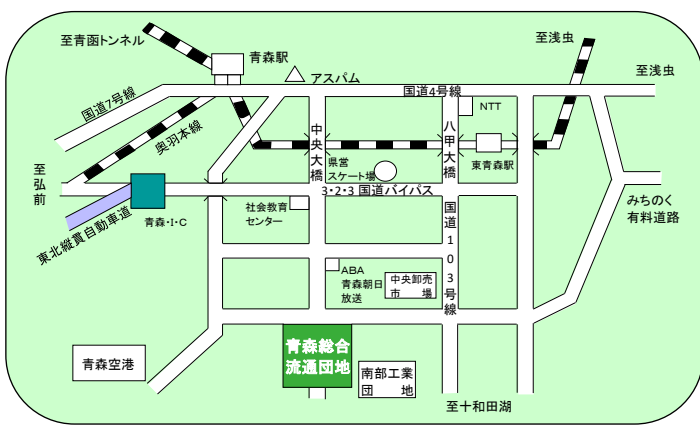 至青函トンネル
青森駅
アスパム
至浅虫
至浅虫
国道7号線
国道4号線
NTT
奥羽本線
中央大橋
八甲大橋
東青森駅
県営
スケート場
至弘前
3・2・3 国道バイパス
みちのく
有料道路
東北縦貫自動車道
青森・I・C
社会教育
センター
国道103号線
ABA
青森朝日
放送
中央卸売
市　場
青森総合
流通団地
青森空港
南部工業
団　地
至十和田湖